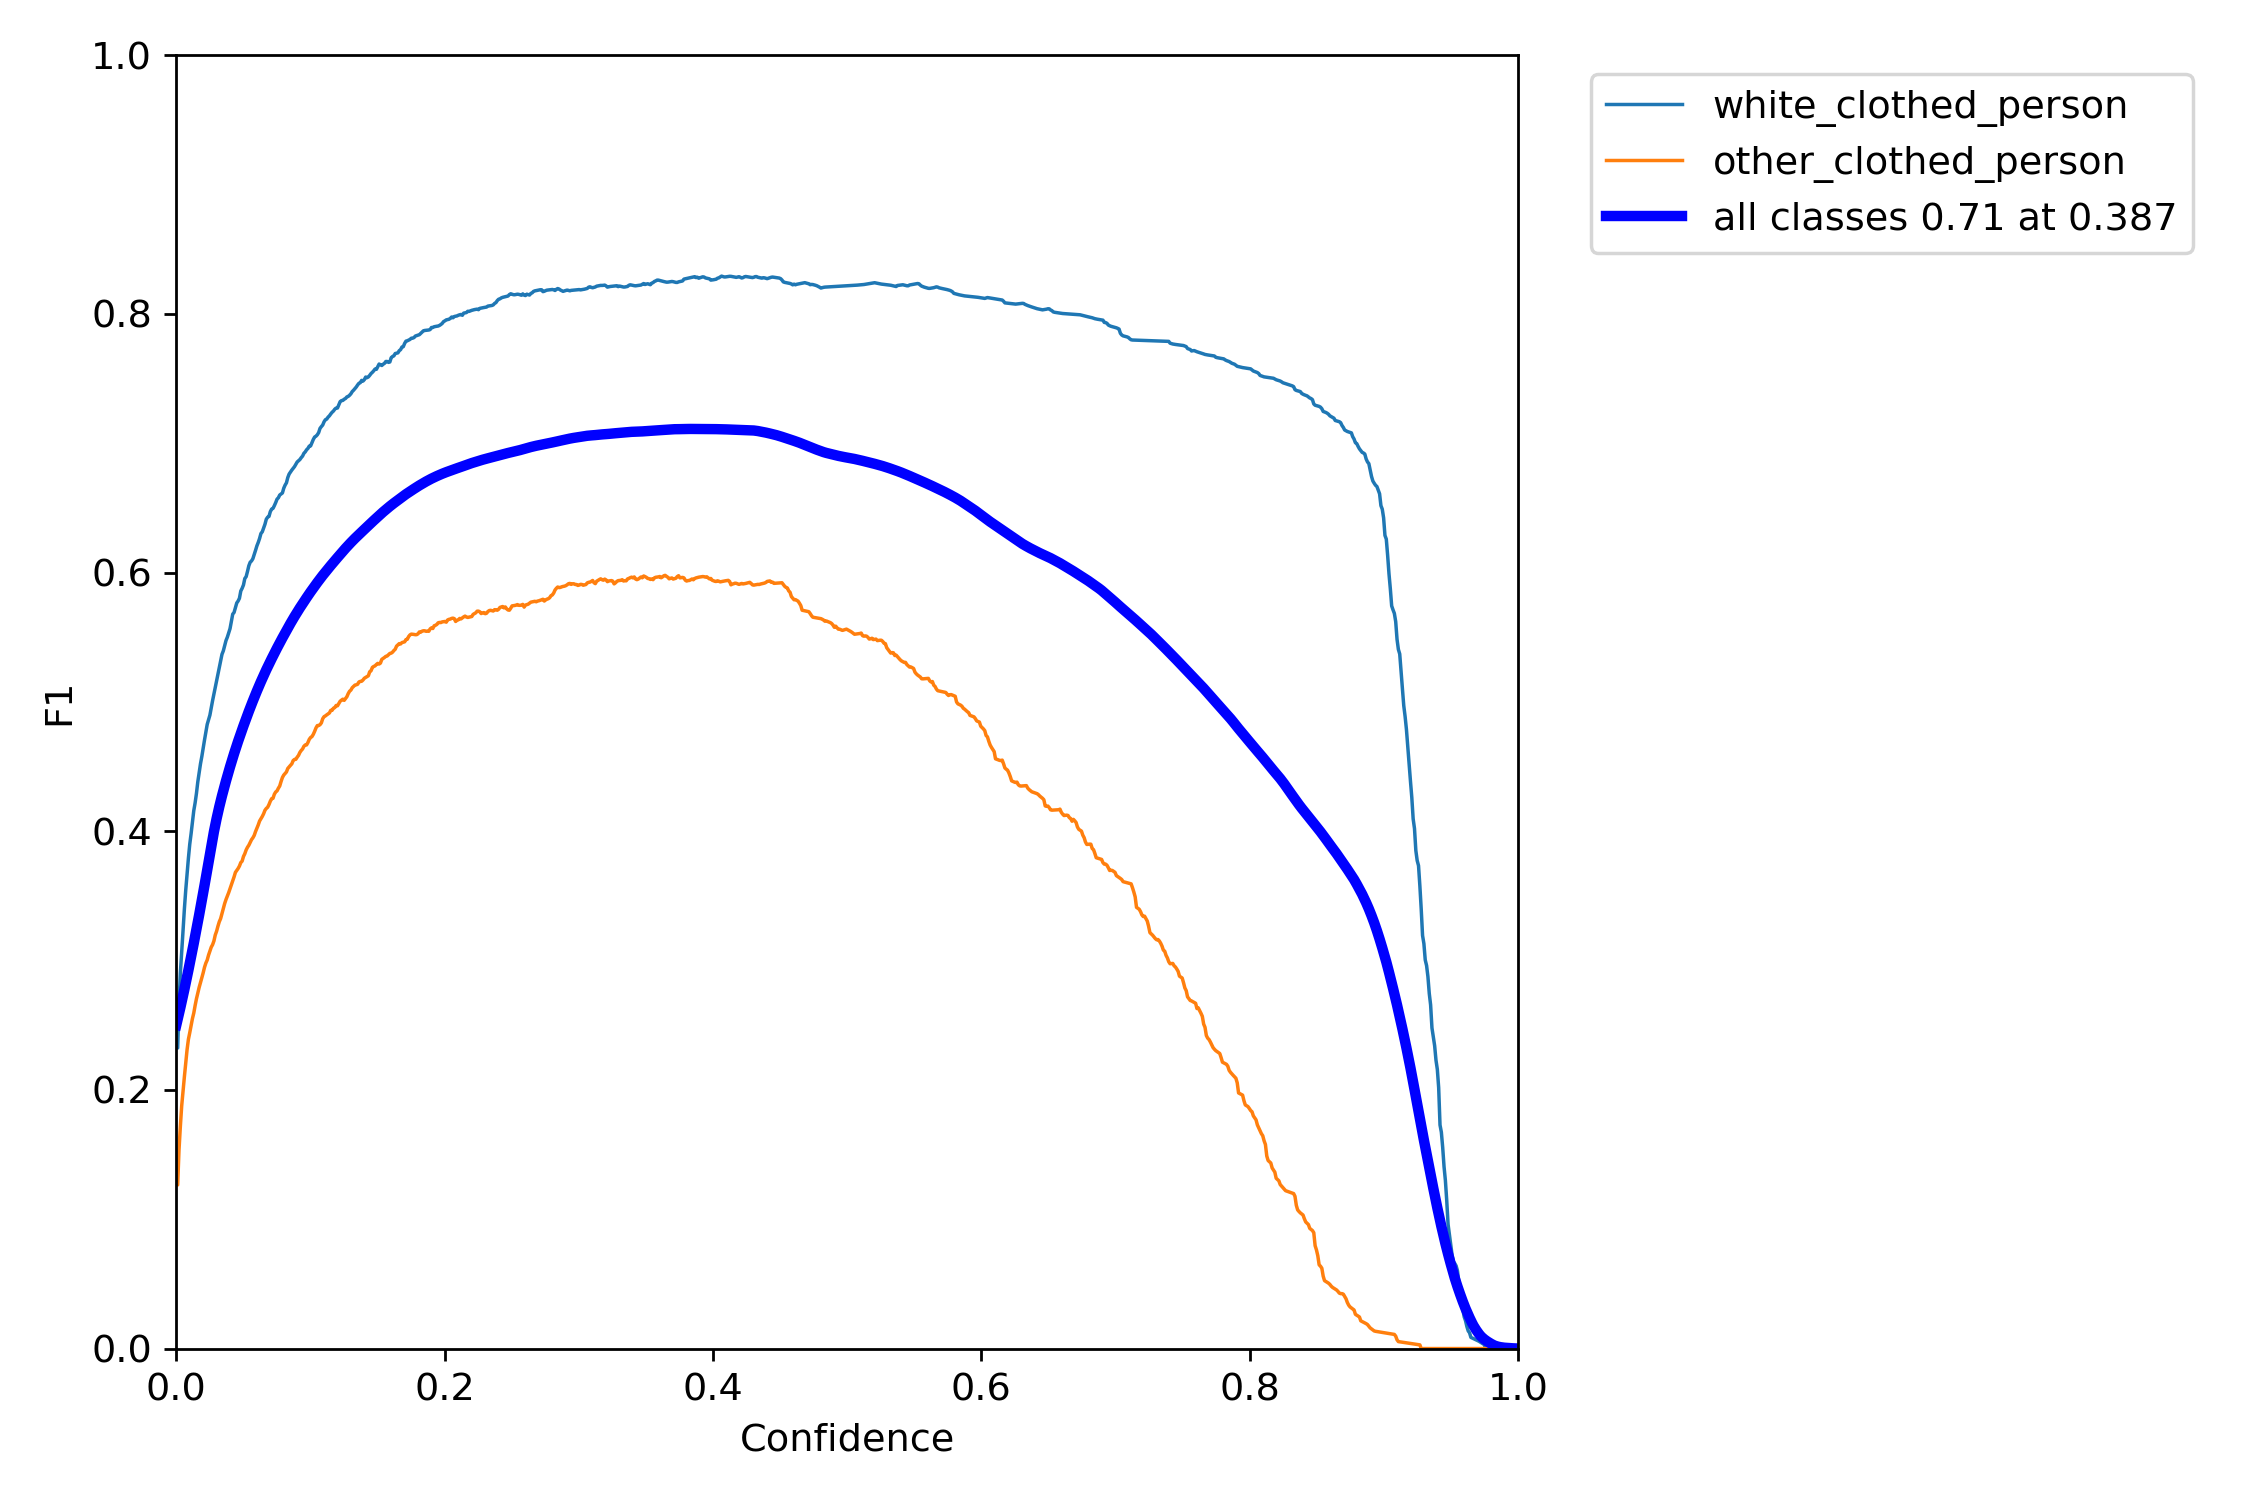 1.0
0.8
0.6
0.4
0.2
0.0
F1
0.0 0.2 0.4 0.6 0.8 1.0
Confidence
white_clothed_person
other_clothed_person
all classes 0.71 at 0.387